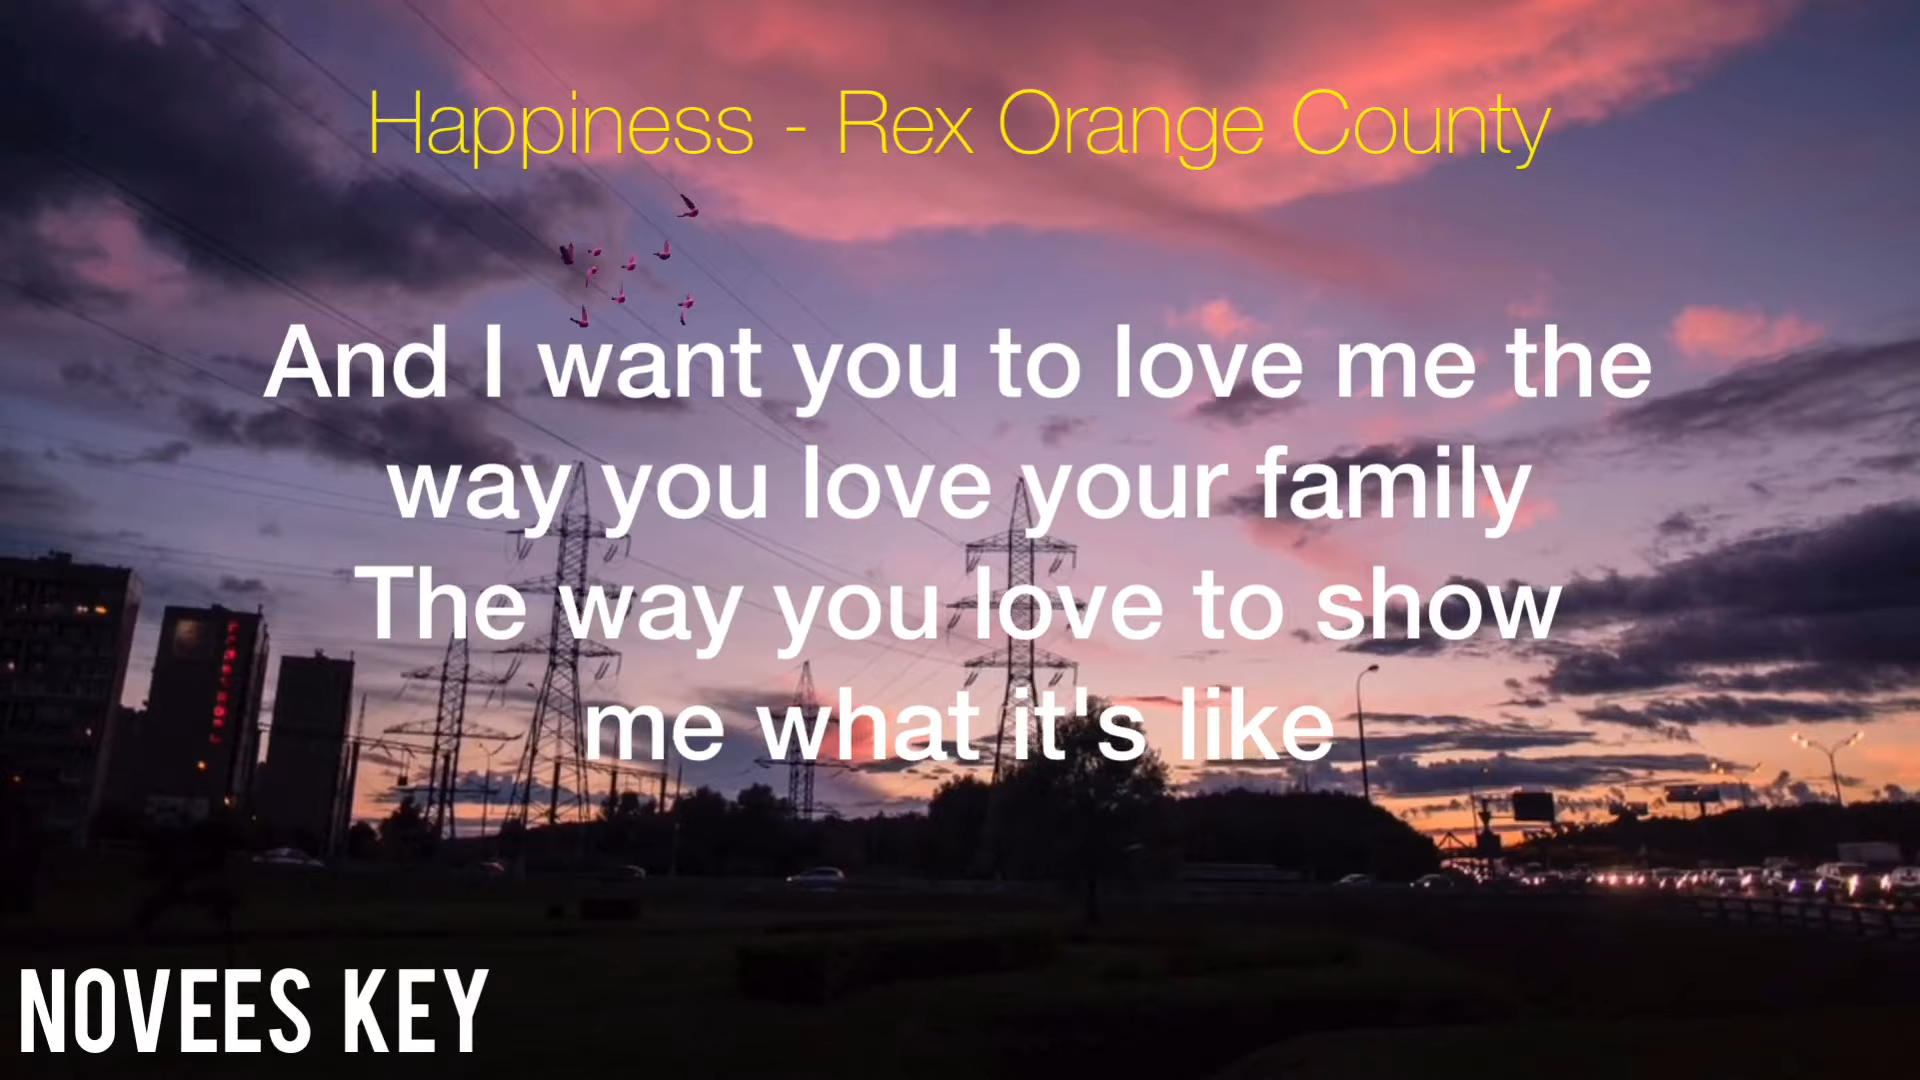 Happiness - Rex Orange County
And I want you to love me the
way you love your family
The way you love to show
me what it's like
NOVEES KEY